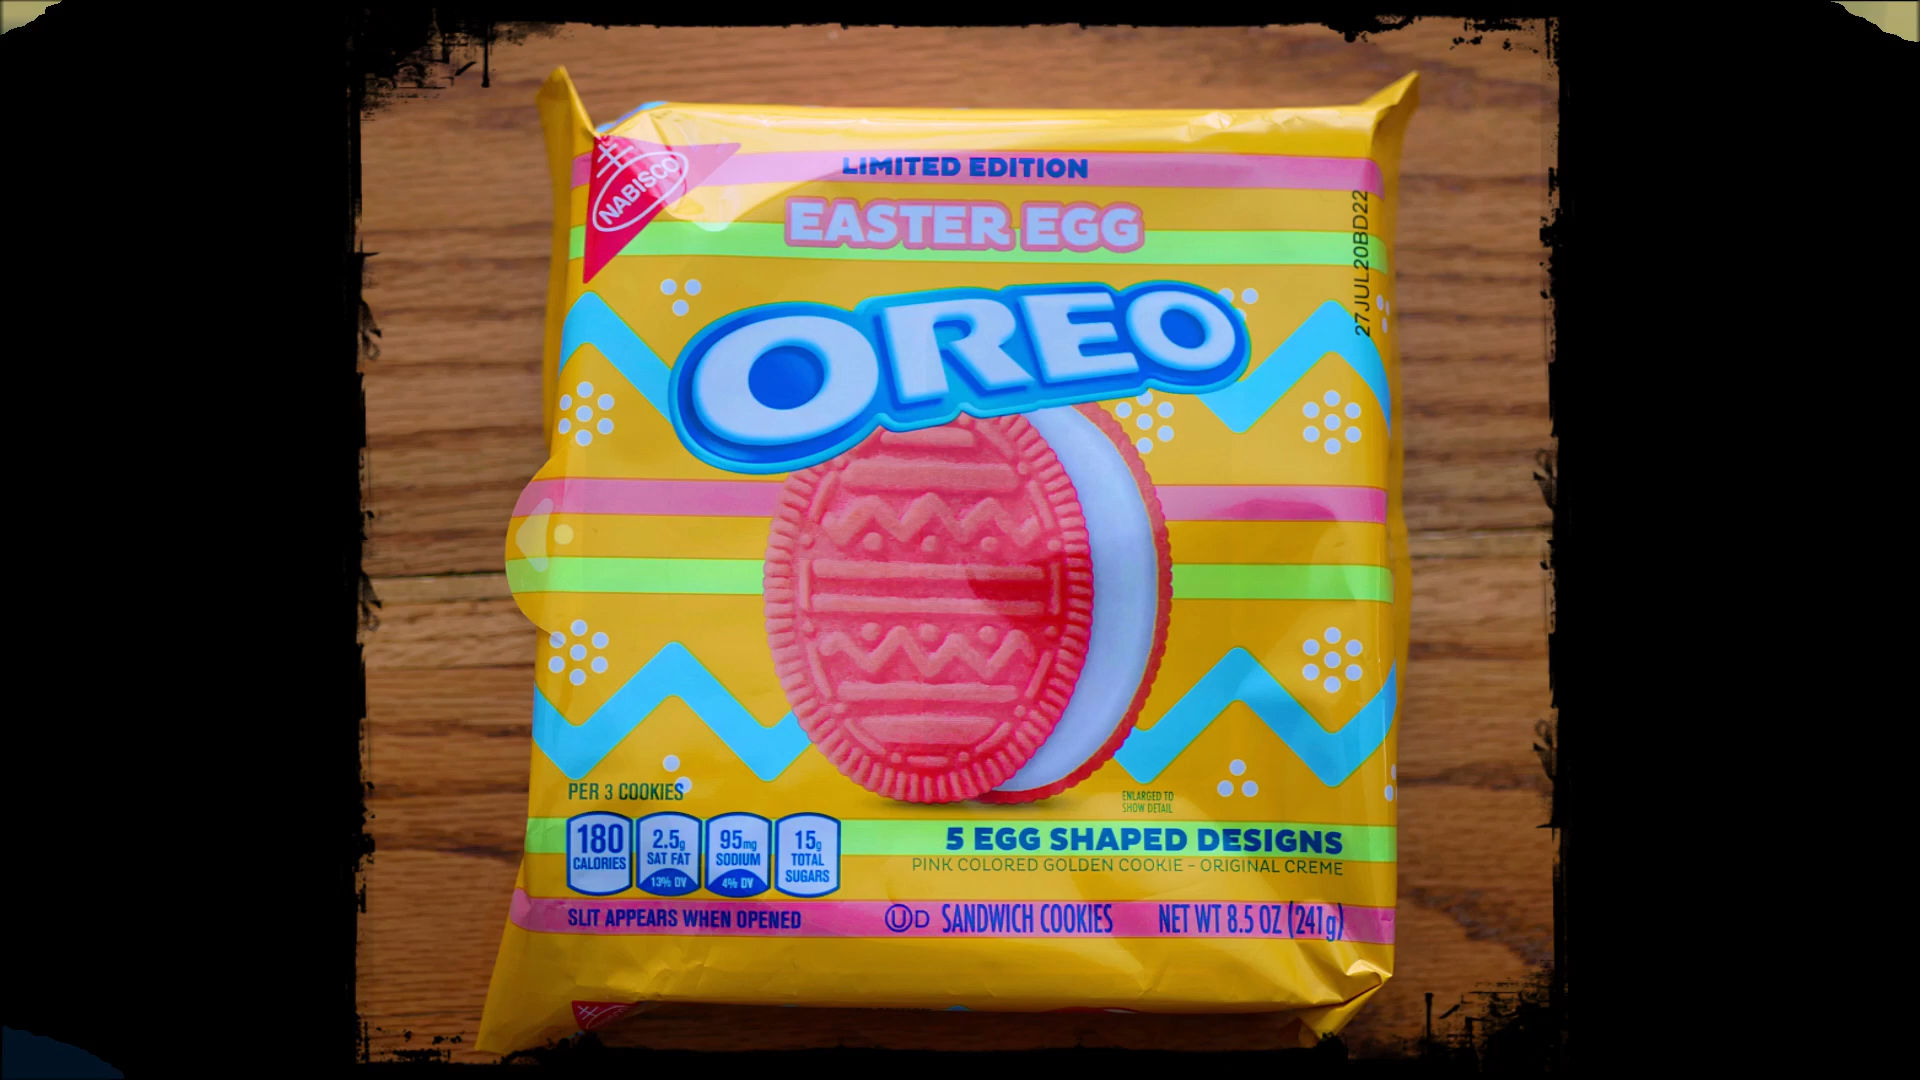 NABISCO
LIMITED EDITION
EASTER EGG
27JUL20BD22
OREO
PER 3 COOKIES
180
CALORIES
2.5g
SAT FAT
13% DV
95mg
SODIUM
4% DV
15g
TOTAL
SUGARS
ENLARGED TO
SHOW DETAIL
5 EGG SHAPED DESIGNS
PINK COLORED GOLDEN COOKIE – ORIGINAL CREME
SLIT APPEARS WHEN OPENED
UD SANDWICH COOKIES NET WT 8.5 OZ (241g)